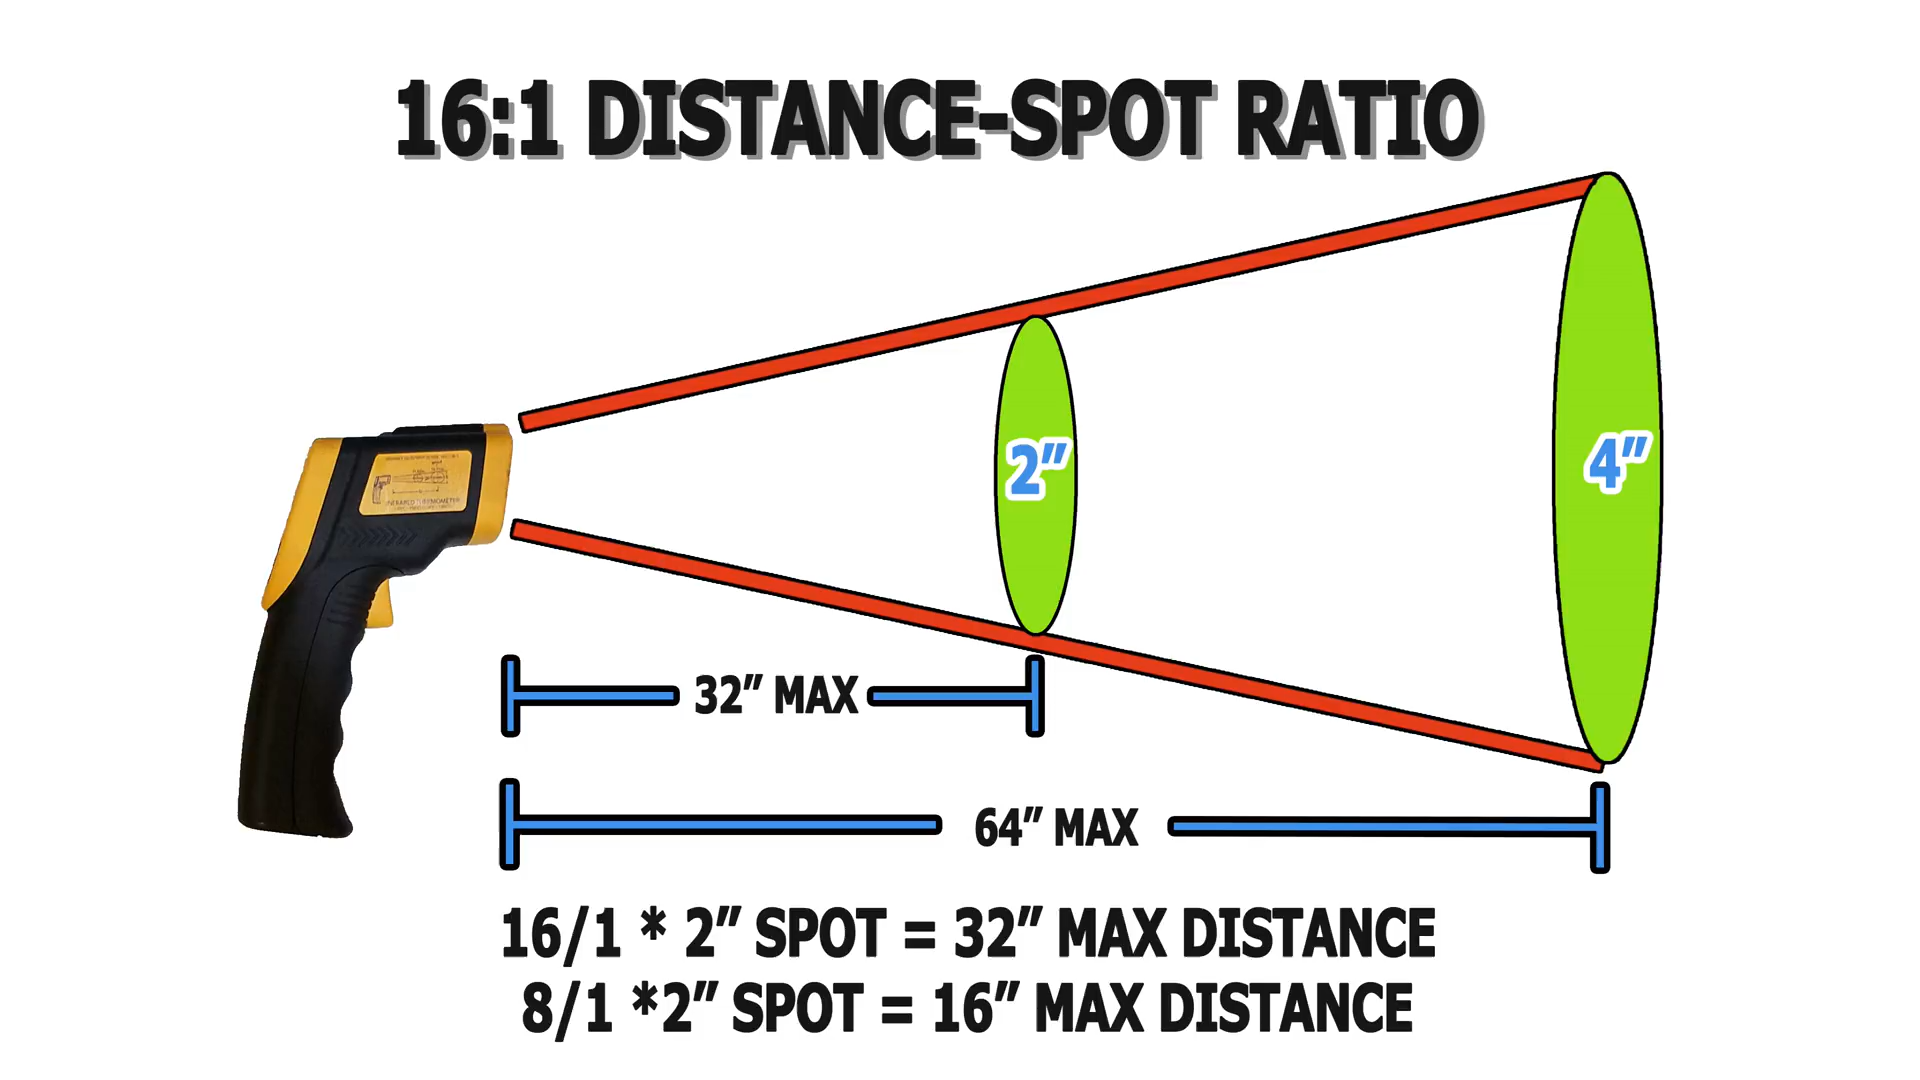 16:1 DISTANCE-SPOT RATIO
2”
4”
32” MAX
64” MAX
16/1 * 2” SPOT = 32” MAX DISTANCE
8/1 *2” SPOT = 16” MAX DISTANCE